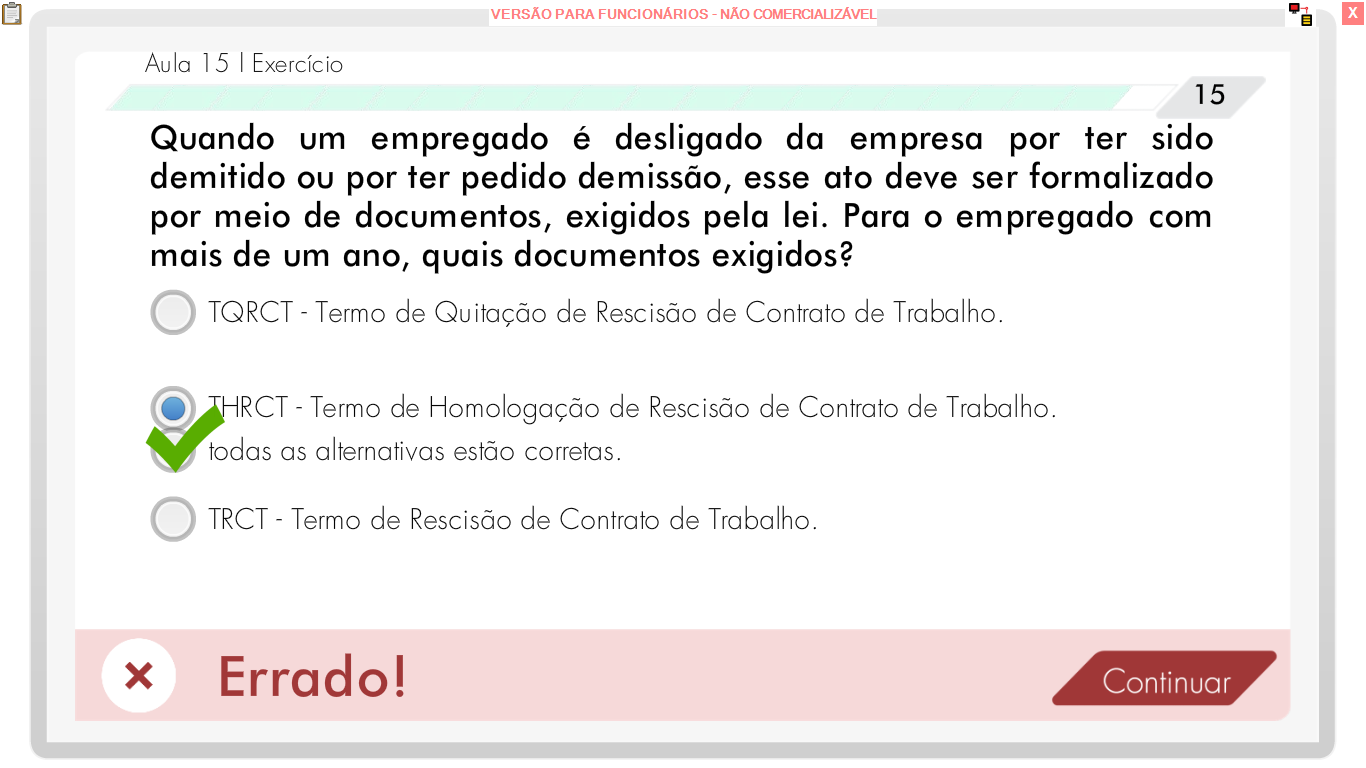 VERSÃO PARA FUNCIONÁRIOS - NÃO COMERCIALIZÁVEL
X
Aula 15 | Exercício
15
Quando um empregado é desligado da empresa por ter sido
demitido ou por ter pedido demissão, esse ato deve ser formalizado
por meio de documentos, exigidos pela lei. Para o empregado com
mais de um ano, quais documentos exigidos?
TQRCT - Termo de Quitação de Rescisão de Contrato de Trabalho.
THRCT - Termo de Homologação de Rescisão de Contrato de Trabalho.
todas as alternativas estão corretas.
TRCT - Termo de Rescisão de Contrato de Trabalho.
Errado!
Continuar